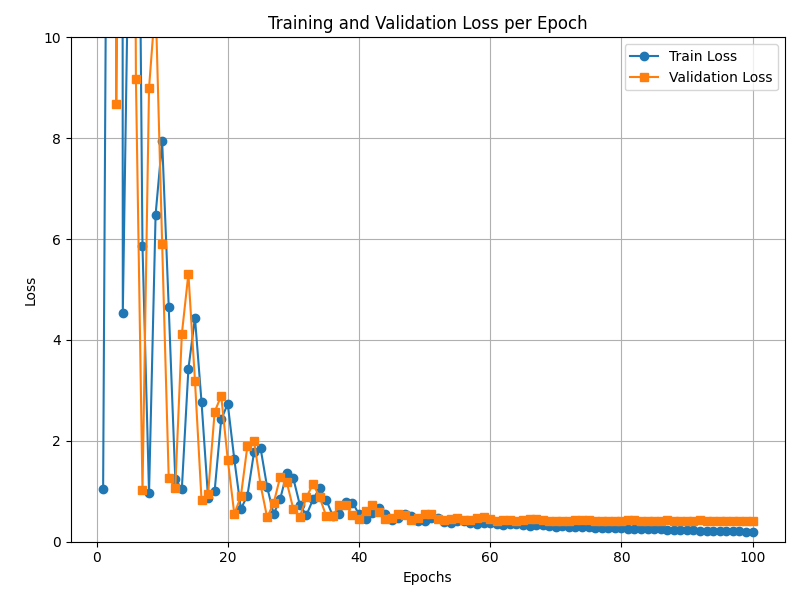 Training and Validation Loss per Epoch
Train Loss
Validation Loss
Loss
10
8
6
4
2
0
0 20 40 60 80 100
Epochs